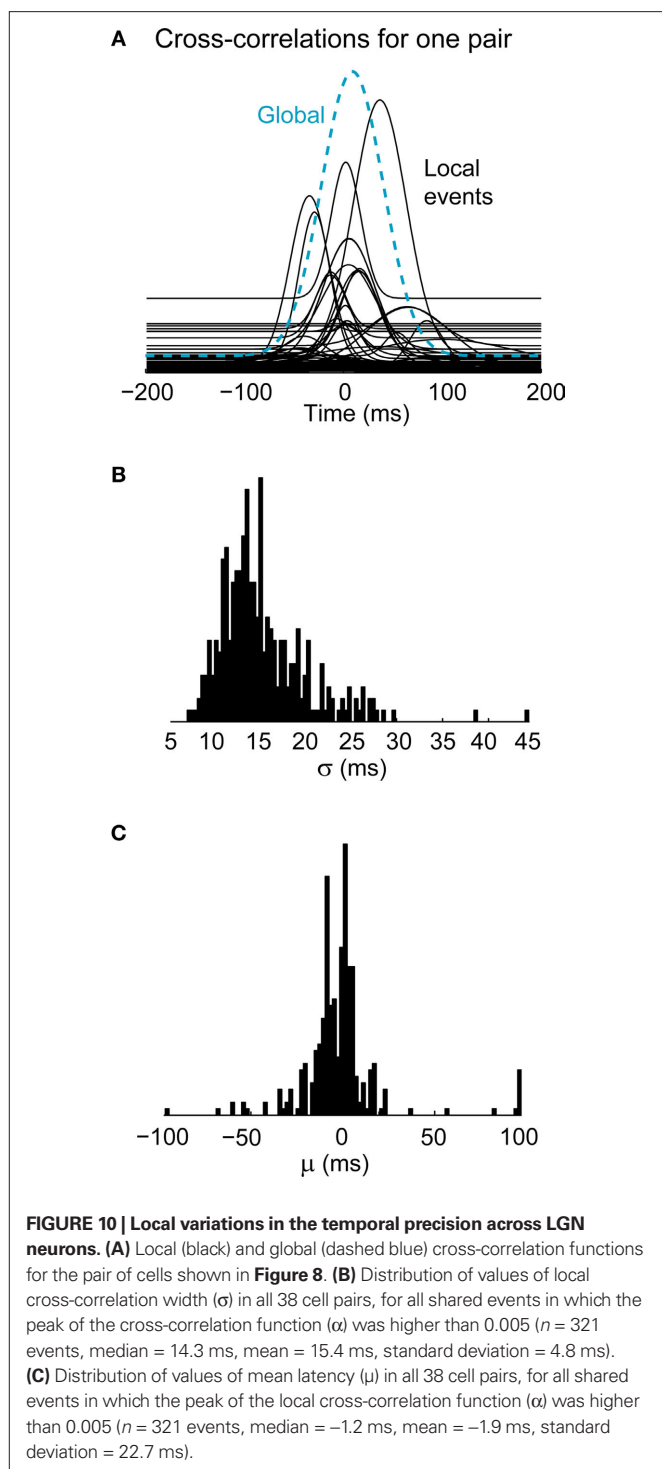 A Cross-correlations for one pair
Global
Local
events
−200 −100 0 100 200
Time (ms)
B
5 10 15 20 25 30 35 40 45
σ (ms)
C
−100 −50 0 50 100
μ (ms)
FIGURE 10 | Local variations in the temporal precision across LGN
neurons. (A) Local (black) and global (dashed blue) cross-correlation functions
for the pair of cells shown in Figure 8. (B) Distribution of values of local
cross-correlation width (σ) in all 38 cell pairs, for all shared events in which the
peak of the cross-correlation function (α) was higher than 0.005 (n = 321
events, median = 14.3 ms, mean = 15.4 ms, standard deviation = 4.8 ms).
(C) Distribution of values of mean latency (μ) in all 38 cell pairs, for all shared
events in which the peak of the local cross-correlation function (α) was higher
than 0.005 (n = 321 events, median = –1.2 ms, mean = –1.9 ms, standard
deviation = 22.7 ms).